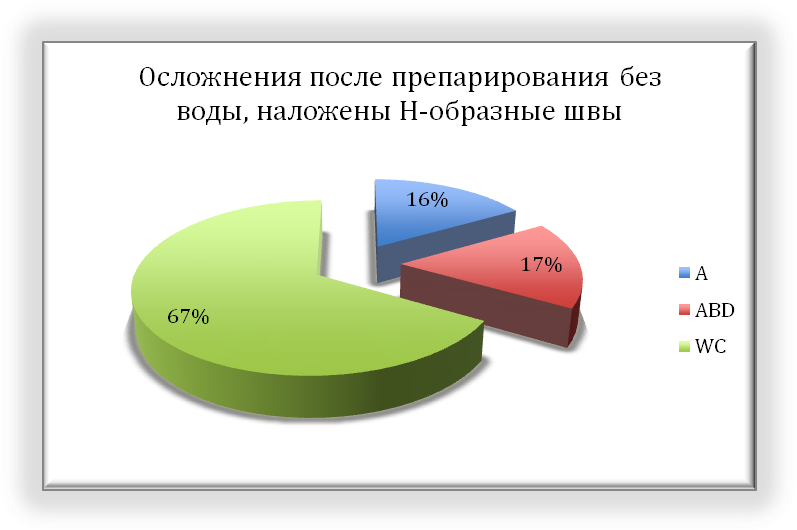 Осложнения после препарирования без
воды, наложены Н-образные швы
16%
17%
67%
A
ABD
WC